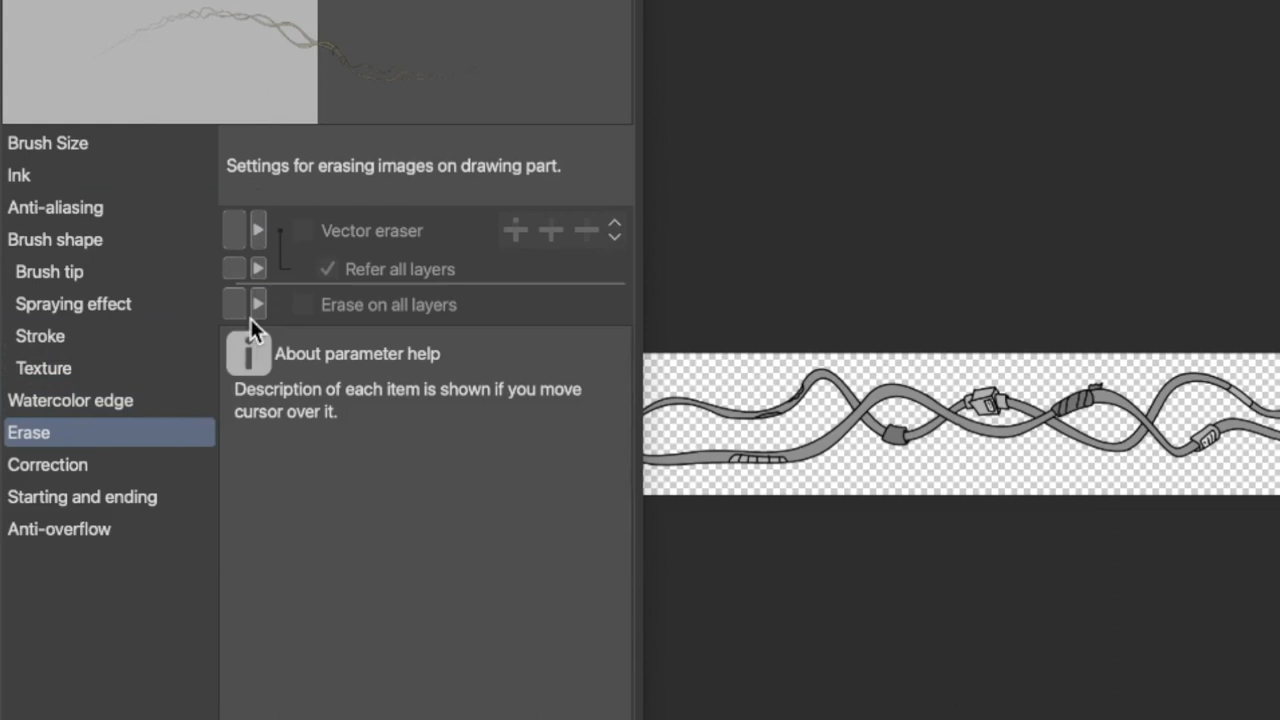 Brush Size
Ink
Anti-aliasing
Brush shape
Brush tip
Spraying effect
Stroke
Texture
Watercolor edge
Erase
Correction
Starting and ending
Anti-overflow
Settings for erasing images on drawing part.
Vector eraser
Refer all layers
Erase on all layers
i
About parameter help
Description of each item is shown if you move
cursor over it.